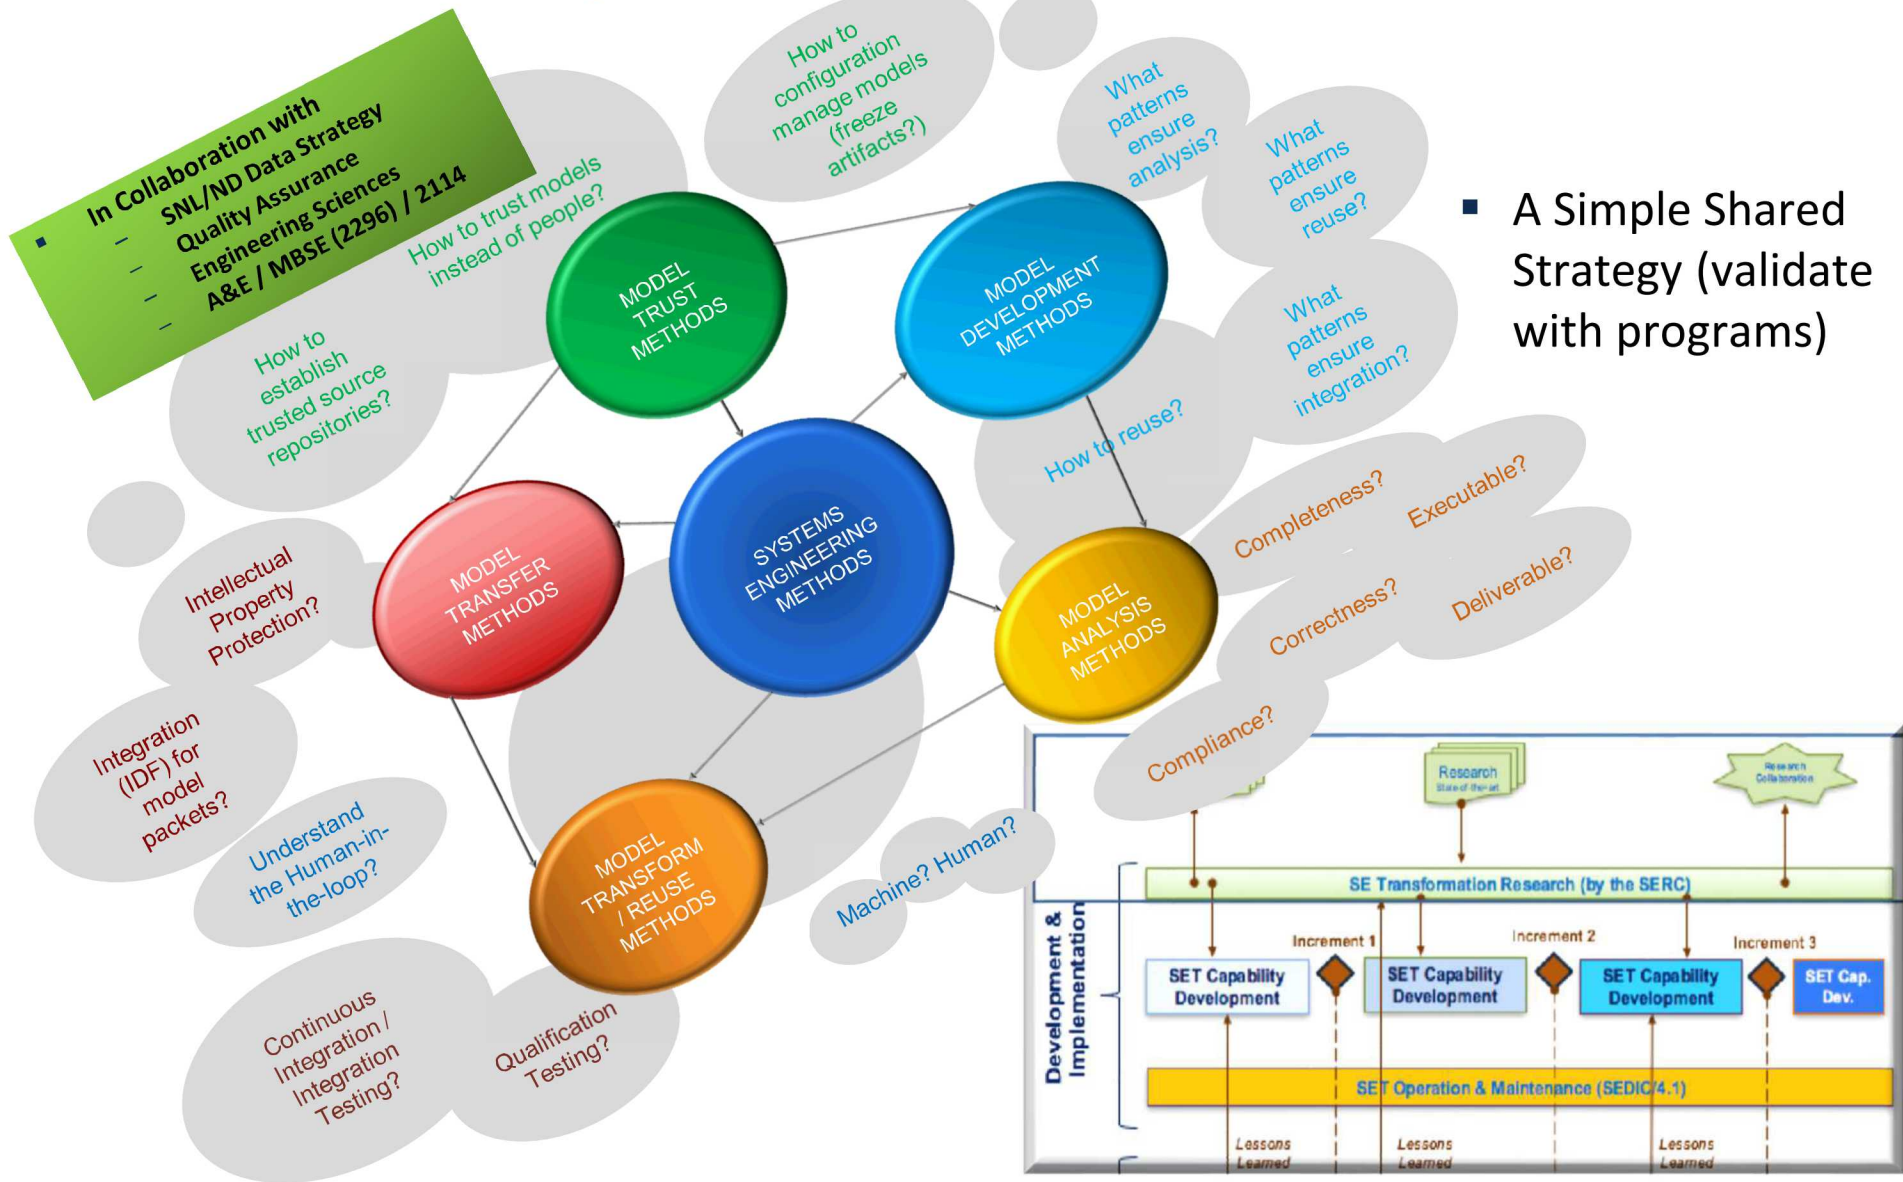 In Collaboration with
– SNL/ND Data Strategy
– Quality Assurance
– Engineering Sciences
– A&E / MBSE (2296) / 2114
How to trust models
instead of people?
How to
configuration
manage models
(freeze
artifacts?)
What
patterns
ensure
analysis?
What
patterns
ensure
reuse?
What
patterns
ensure
integration?
▪ A Simple Shared
Strategy (validate
with programs)
How to
establish
trusted source
repositories?
MODEL
TRUST
METHODS
MODEL
DEVELOPMENT
METHODS
How to reuse?
Completeness?
Executable?
Correctness?
Deliverable?
Compliance?
SYSTEMS
ENGINEERING
METHODS
MODEL
TRANSFER
METHODS
MODEL
ANALYSIS
METHODS
Intellectual
Property
Protection?
Integration
(IDF) for
model
packets?
Understand
the Human-in-
the-loop?
MODEL
TRANSFORM
/ REUSE
METHODS
Machine? Human?
Continuous
Integration /
Integration
Testing?
Qualification
Testing?
Research
State of the art
Research
Collaboration
SE Transformation Research (by the SERC)
Development &
Implementation
Increment 1
Increment 2
Increment 3
SET Capability
Development
SET Capability
Development
SET Capability
Development
SET Cap.
Dev.
SET Operation & Maintenance (SEDIC/4.1)
Lessons
Learned
Lessons
Learned
Lessons
Learned